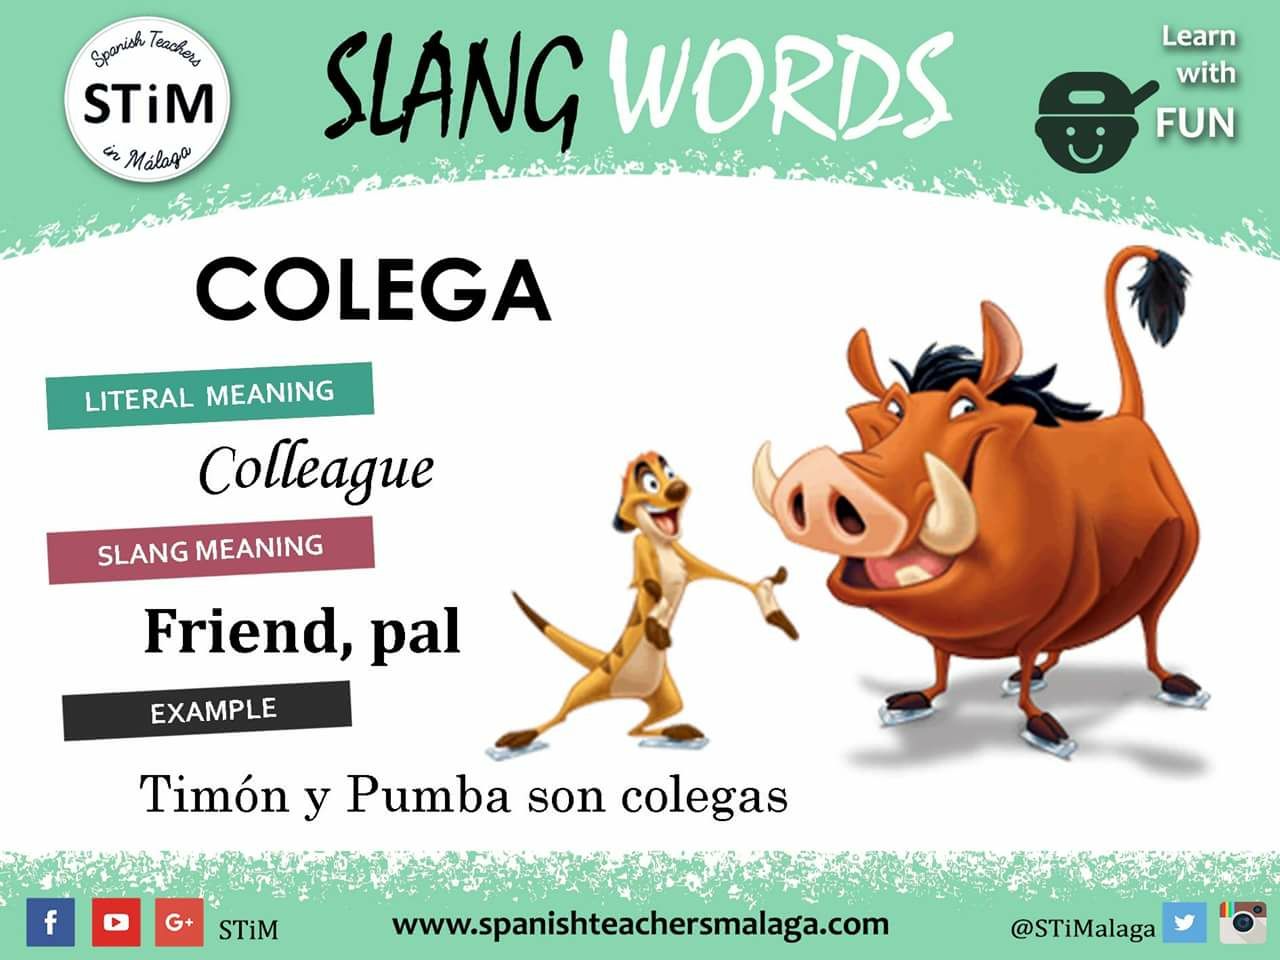 Spanish Teachers
STiM
in Málaga
SLANG WORDS
Learn
with
FUN
COLEGA
LITERAL MEANING
Colleague
SLANG MEANING
Friend, pal
EXAMPLE
Timón y Pumba son colegas
f
G+
STiM
www.spanishteachersmalaga.com
@STiMalaga